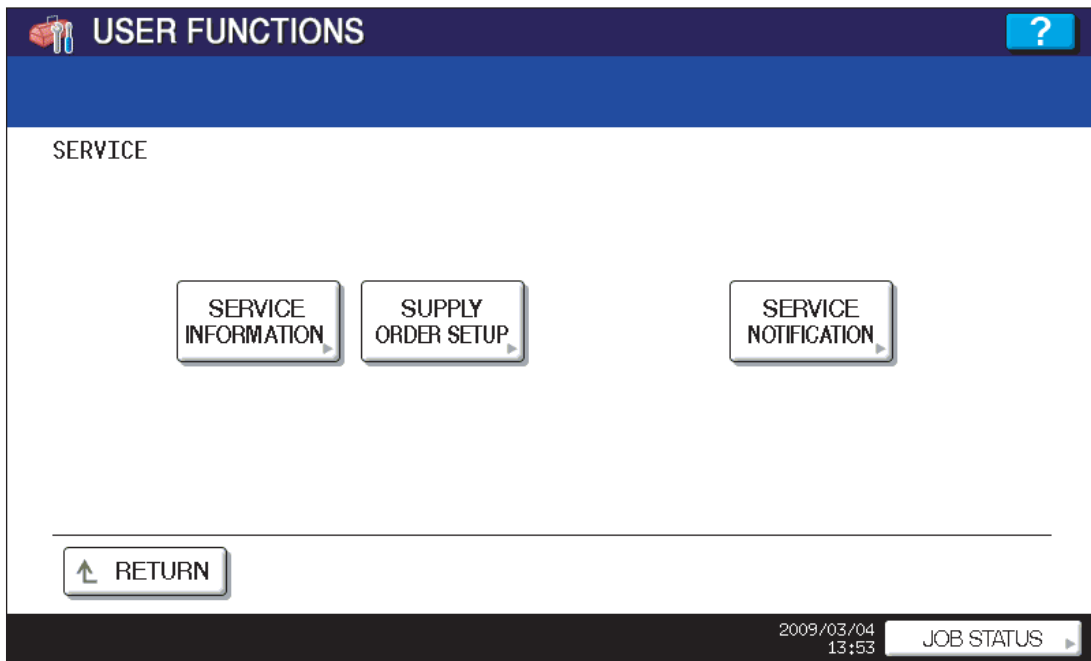 USER FUNCTIONS
?
SERVICE
SERVICE
INFORMATION
SUPPLY
ORDER SETUP
SERVICE
NOTIFICATION
RETURN
2009/03/04
13:53
JOB STATUS